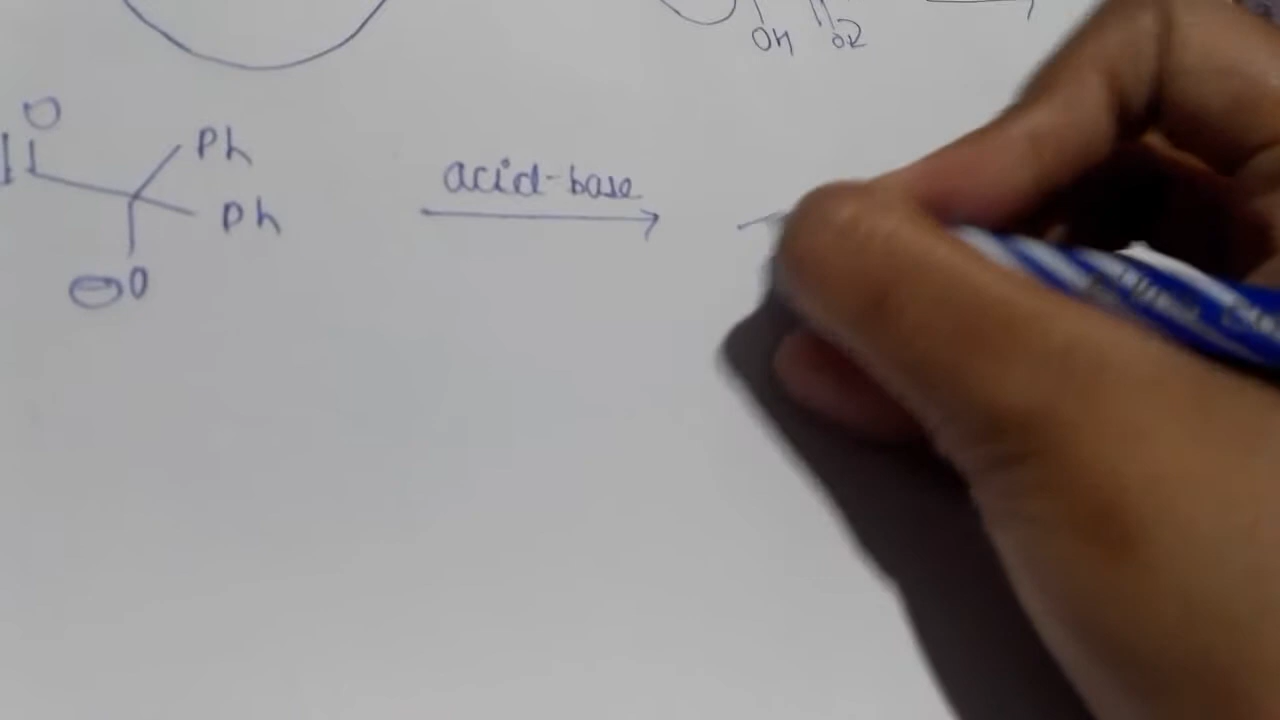 OH OR
O
Ph
acid-base
Ph
⊖O